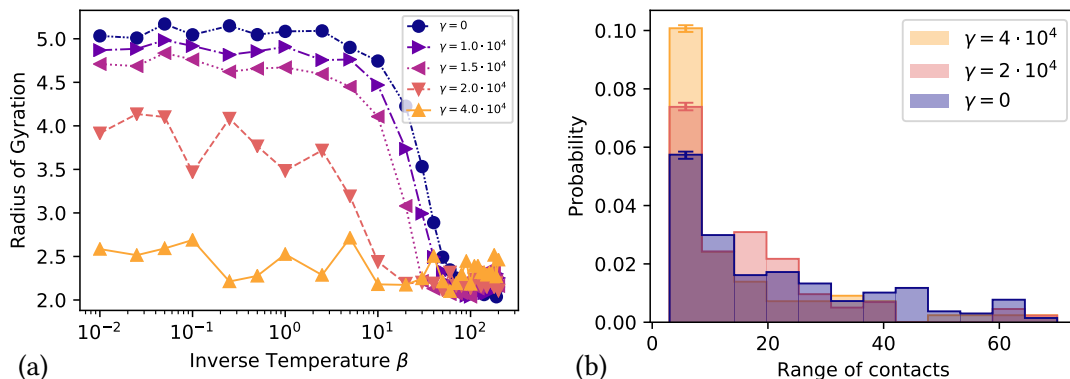 5.0
4.5
4.0
3.5
3.0
2.5
2.0
Radius of Gyration
γ = 0
γ = 1.0 · 10⁴
γ = 1.5 · 10⁴
γ = 2.0 · 10⁴
γ = 4.0 · 10⁴
10⁻² 10⁻¹ 10⁰ 10¹ 10²
Inverse Temperature β
(a)
0.10
0.08
0.06
0.04
0.02
0.00
Probability
γ = 4 · 10⁴
γ = 2 · 10⁴
γ = 0
0 20 40 60
Range of contacts
(b)